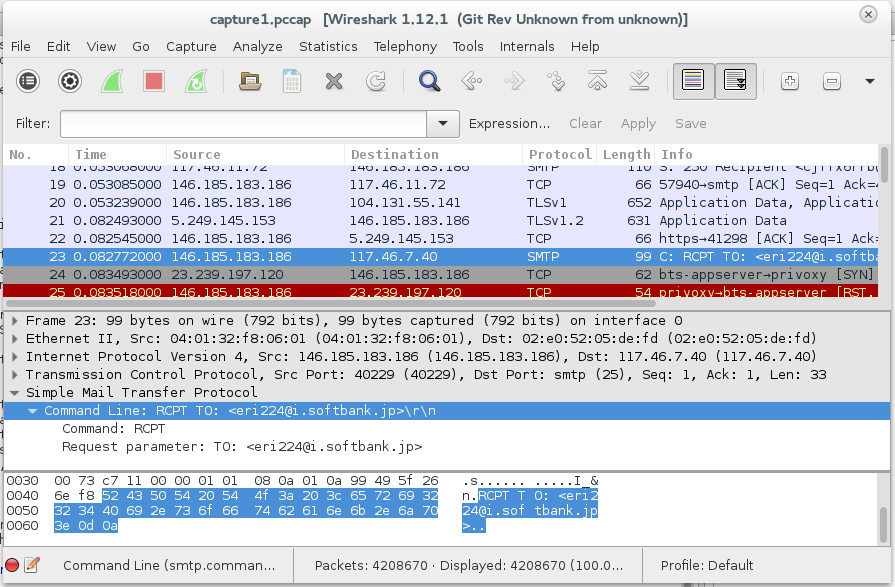 capture1.pccap [Wireshark 1.12.1 (Git Rev Unknown from unknown)]
File Edit View Go Capture Analyze Statistics Telephony Tools Internals Help
Filter: Expression... Clear Apply Save
No. Time Source Destination Protocol Length Info
18 0.053068000 117.46.11.72 146.185.183.186 SMTP 110 S: 250 Recipient <cjffx6frb(
19 0.053085000 146.185.183.186 117.46.11.72 TCP 66 57940→smtp [ACK] Seq=1 Ack=4
20 0.053239000 146.185.183.186 104.131.55.141 TLSv1 652 Application Data, Applicati
21 0.082493000 5.249.145.153 146.185.183.186 TLSv1.2 631 Application Data
22 0.082545000 146.185.183.186 5.249.145.153 TCP 66 https→41298 [ACK] Seq=1 Ack=
23 0.082772000 146.185.183.186 117.46.7.40 SMTP 99 C: RCPT TO: <eri224@i.softba
24 0.083493000 23.239.197.120 146.185.183.186 TCP 62 bts-appserver→privoxy [SYN]
25 0.083518000 146.185.183.186 23.239.197.120 TCP 54 privoxy→bts-appserver [RST,
Frame 23: 99 bytes on wire (792 bits), 99 bytes captured (792 bits) on interface 0
Ethernet II, Src: 04:01:32:f8:06:01 (04:01:32:f8:06:01), Dst: 02:e0:52:05:de:fd (02:e0:52:05:de:fd)
Internet Protocol Version 4, Src: 146.185.183.186 (146.185.183.186), Dst: 117.46.7.40 (117.46.7.40)
Transmission Control Protocol, Src Port: 40229 (40229), Dst Port: smtp (25), Seq: 1, Ack: 1, Len: 33
Simple Mail Transfer Protocol
Command Line: RCPT TO: <eri224@i.softbank.jp>\r\n
Command: RCPT
Request parameter: TO: <eri224@i.softbank.jp>
0030 00 73 c7 11 00 00 01 01 08 0a 01 0a 99 49 5f 26 .s...... .....I_&
0040 6e f8 52 43 50 54 20 54 4f 3a 20 3c 65 72 69 32 n.RCPT T O: <eri2
0050 32 34 40 69 2e 73 6f 66 74 62 61 6e 6b 2e 6a 70 24@i.sof tbank.jp
0060 3e 0d 0a >..
Command Line (smtp.comman... Packets: 4208670 · Displayed: 4208670 (100.0... Profile: Default